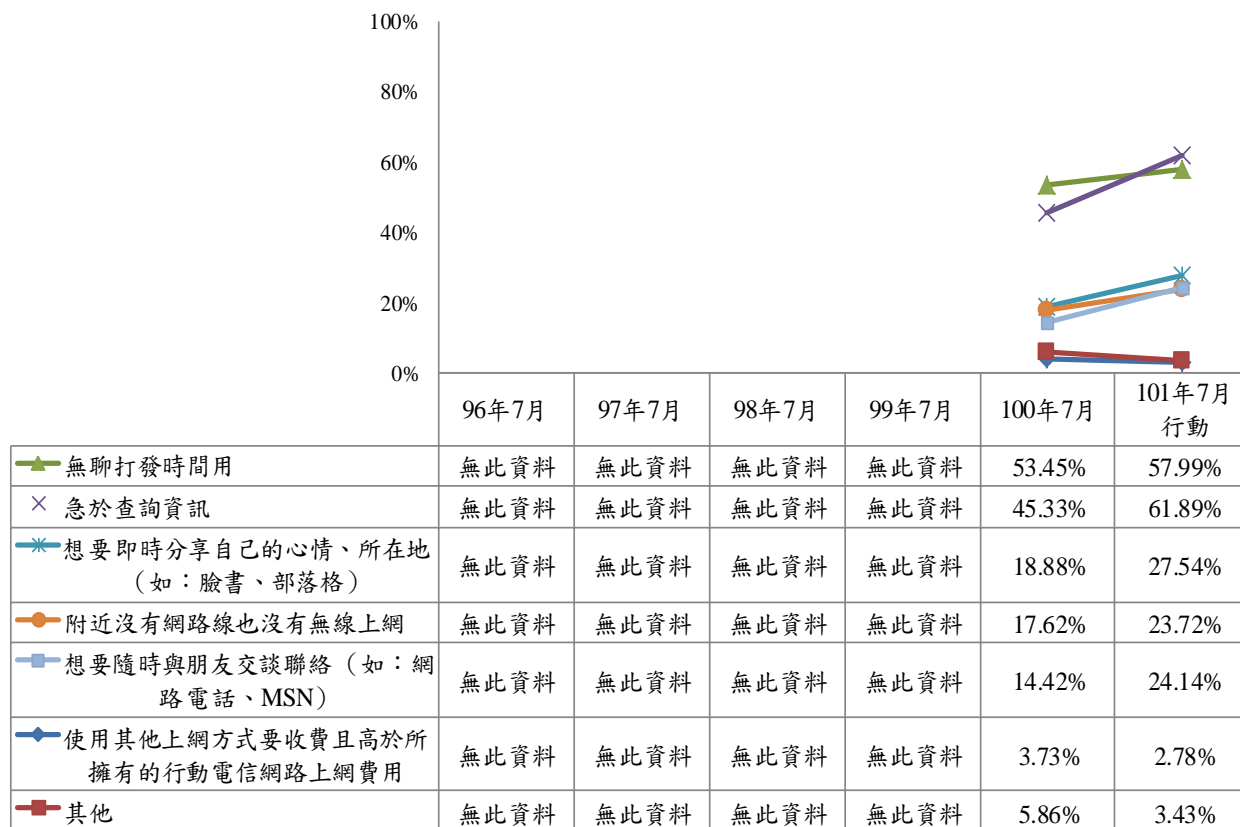 100%
80%
60%
40%
20%
0%
96年7月 97年7月 98年7月 99年7月 100年7月 101年7月
行動
無聊打發時間用 無此資料 無此資料 無此資料 無此資料 53.45% 57.99%
急於查詢資訊 無此資料 無此資料 無此資料 無此資料 45.33% 61.89%
想要即時分享自己的心情、所在地
（如：臉書、部落格） 無此資料 無此資料 無此資料 無此資料 18.88% 27.54%
附近沒有網路線也沒有無線上網 無此資料 無此資料 無此資料 無此資料 17.62% 23.72%
想要隨時與朋友交談聯絡（如：網
路電話、MSN） 無此資料 無此資料 無此資料 無此資料 14.42% 24.14%
使用其他上網方式要收費且高於所
擁有的行動電信網路上網費用 無此資料 無此資料 無此資料 無此資料 3.73% 2.78%
其他 無此資料 無此資料 無此資料 無此資料 5.86% 3.43%